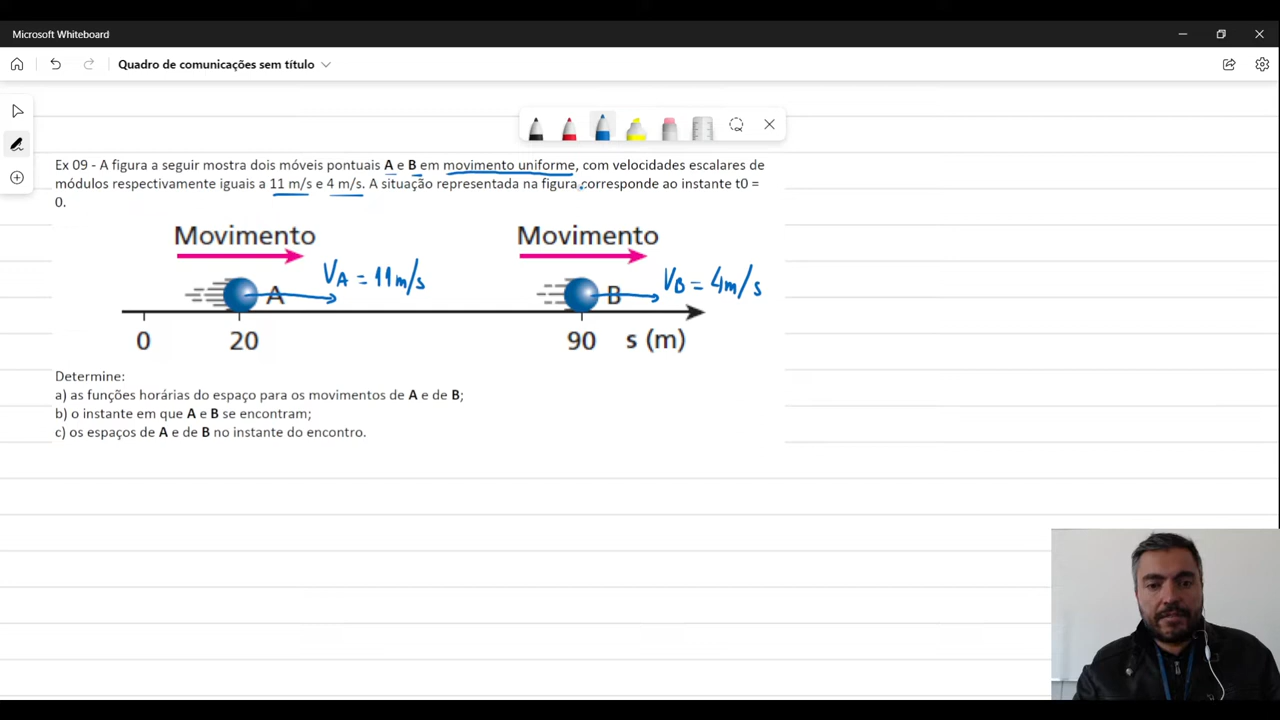 Microsoft Whiteboard
Quadro de comunicações sem título
Ex 09 - A figura a seguir mostra dois móveis pontuais A e B em movimento uniforme, com velocidades escalares de
módulos respectivamente iguais a 11 m/s e 4 m/s. A situação representada na figura corresponde ao instante t0 =
0.
Movimento Movimento
VA = 11m/s VB = 4m/s
A B
0 20 90 s (m)
Determine:
a) as funções horárias do espaço para os movimentos de A e de B;
b) o instante em que A e B se encontram;
c) os espaços de A e de B no instante do encontro.